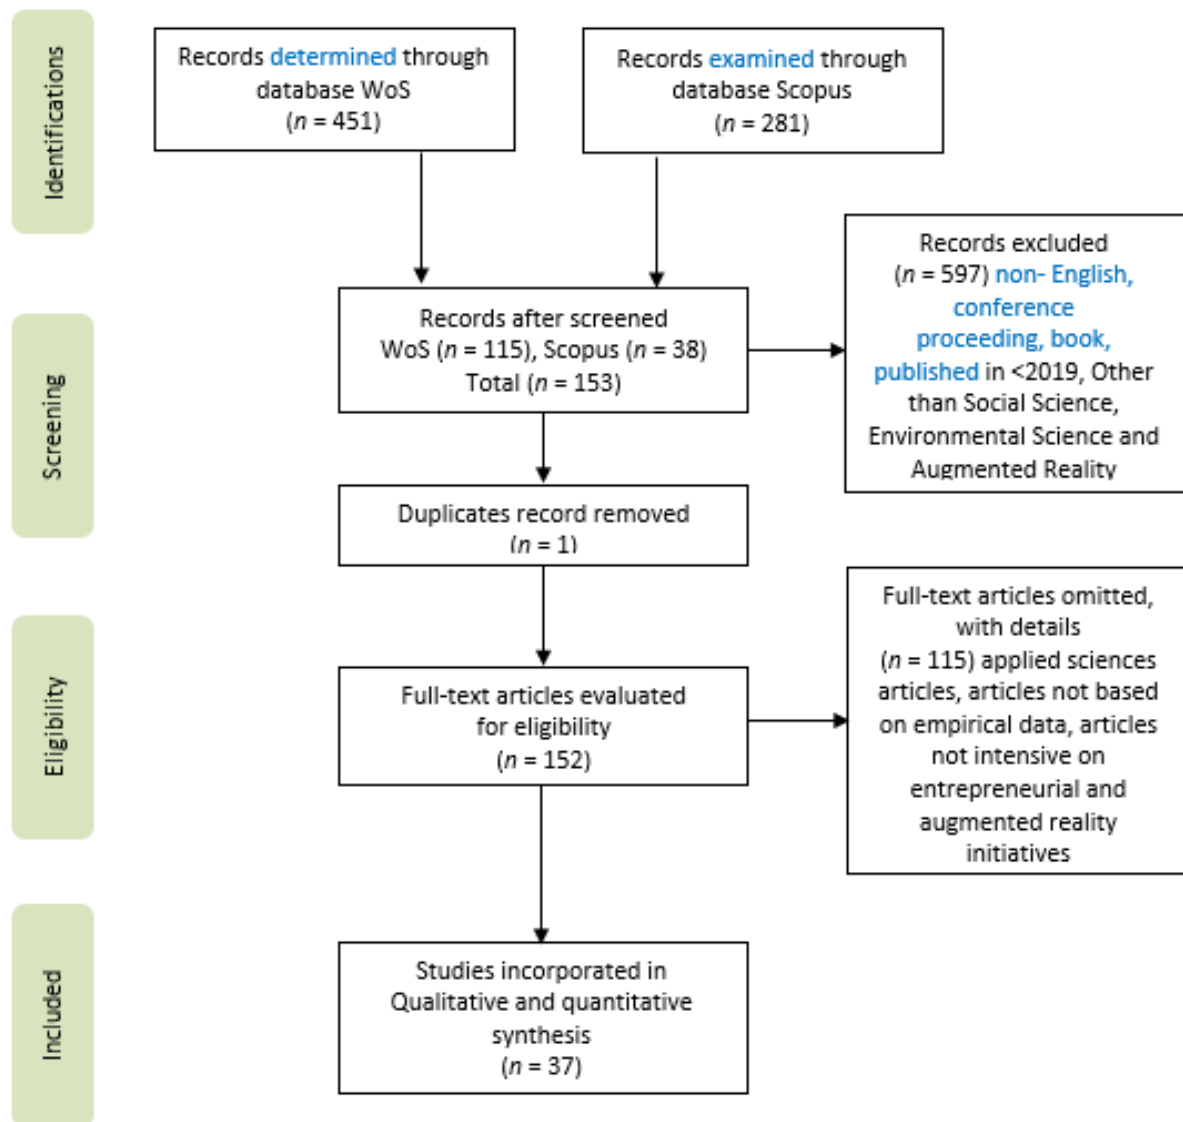 Identifications
Records determined through
database WoS
(n = 451)
Records examined through
database Scopus
(n = 281)
Records excluded
(n = 597) non- English,
conference
proceeding, book,
published in <2019, Other
than Social Science,
Environmental Science and
Augmented Reality
Screening
Records after screened
WoS (n = 115), Scopus (n = 38)
Total (n = 153)
Duplicates record removed
(n = 1)
Eligibility
Full-text articles evaluated
for eligibility
(n = 152)
Full-text articles omitted,
with details
(n = 115) applied sciences
articles, articles not based
on empirical data, articles
not intensive on
entrepreneurial and
augmented reality
initiatives
Included
Studies incorporated in
Qualitative and quantitative
synthesis
(n = 37)